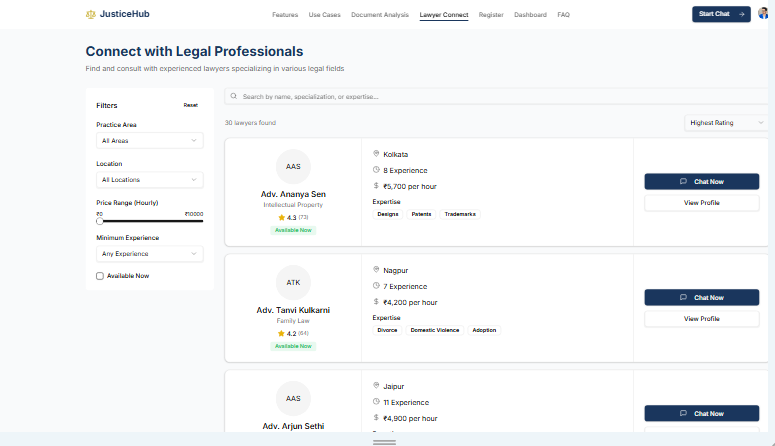 JusticeHub
Features Use Cases Document Analysis Lawyer Connect Register Dashboard FAQ
Start Chat →
Connect with Legal Professionals
Find and consult with experienced lawyers specializing in various legal fields
Filters Reset
Practice Area
All Areas
Location
All Locations
Price Range (Hourly)
₹0 ₹10000
Minimum Experience
Any Experience
Available Now
Search by name, specialization, or expertise...
30 lawyers found
Highest Rating
AAS
Adv. Ananya Sen
Intellectual Property
4.3 (73)
Available Now
Kolkata
8 Experience
$ ₹5,700 per hour
Expertise
Designs Patents Trademarks
Chat Now
View Profile
ATK
Adv. Tanvi Kulkarni
Family Law
4.2 (64)
Available Now
Nagpur
7 Experience
$ ₹4,200 per hour
Expertise
Divorce Domestic Violence Adoption
Chat Now
View Profile
AAS
Adv. Arjun Sethi
Jaipur
11 Experience
$ ₹4,900 per hour
Chat Now